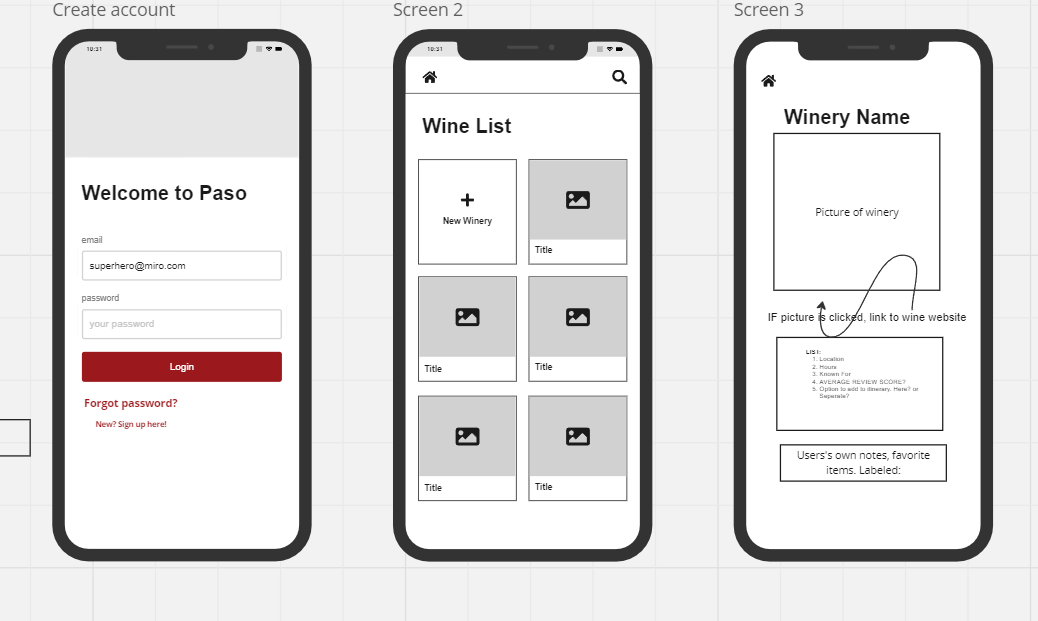 Create account
Screen 2
Screen 3
10:31
Welcome to Paso
email
superhero@miro.com
password
your password
Login
Forgot password?
New? Sign up here!
10:31
Wine List
New Winery
Title
Title
Title
Title
Title
Winery Name
Picture of winery
IF picture is clicked, link to wine website
LIST:
1. Location
2. Hours
3. Known For
4. AVERAGE REVIEW SCORE?
5. Option to add to itinerary. Here? or
Seperate?
Users's own notes, favorite
items. Labeled: